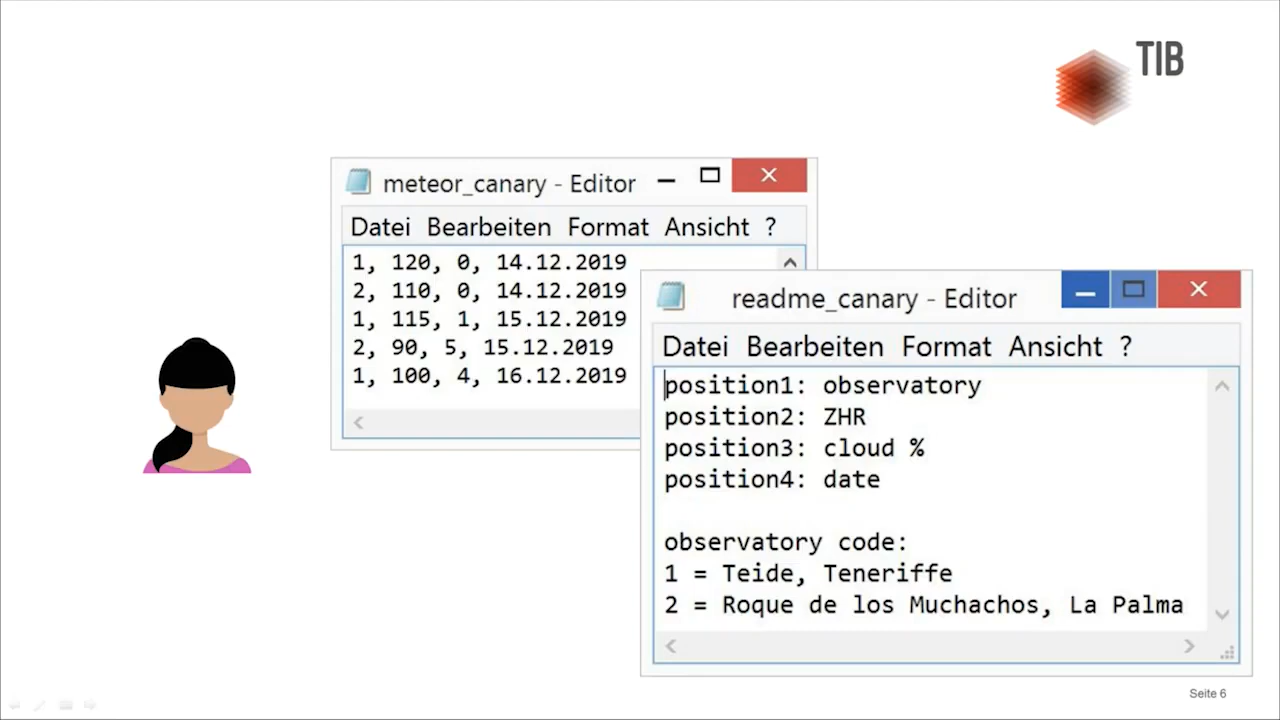 TIB
meteor_canary - Editor
Datei Bearbeiten Format Ansicht ?
1, 120, 0, 14.12.2019
2, 110, 0, 14.12.2019
1, 115, 1, 15.12.2019
2, 90, 5, 15.12.2019
1, 100, 4, 16.12.2019
readme_canary - Editor
Datei Bearbeiten Format Ansicht ?
position1: observatory
position2: ZHR
position3: cloud %
position4: date
observatory code:
1 = Teide, Teneriffe
2 = Roque de los Muchachos, La Palma
Seite 6